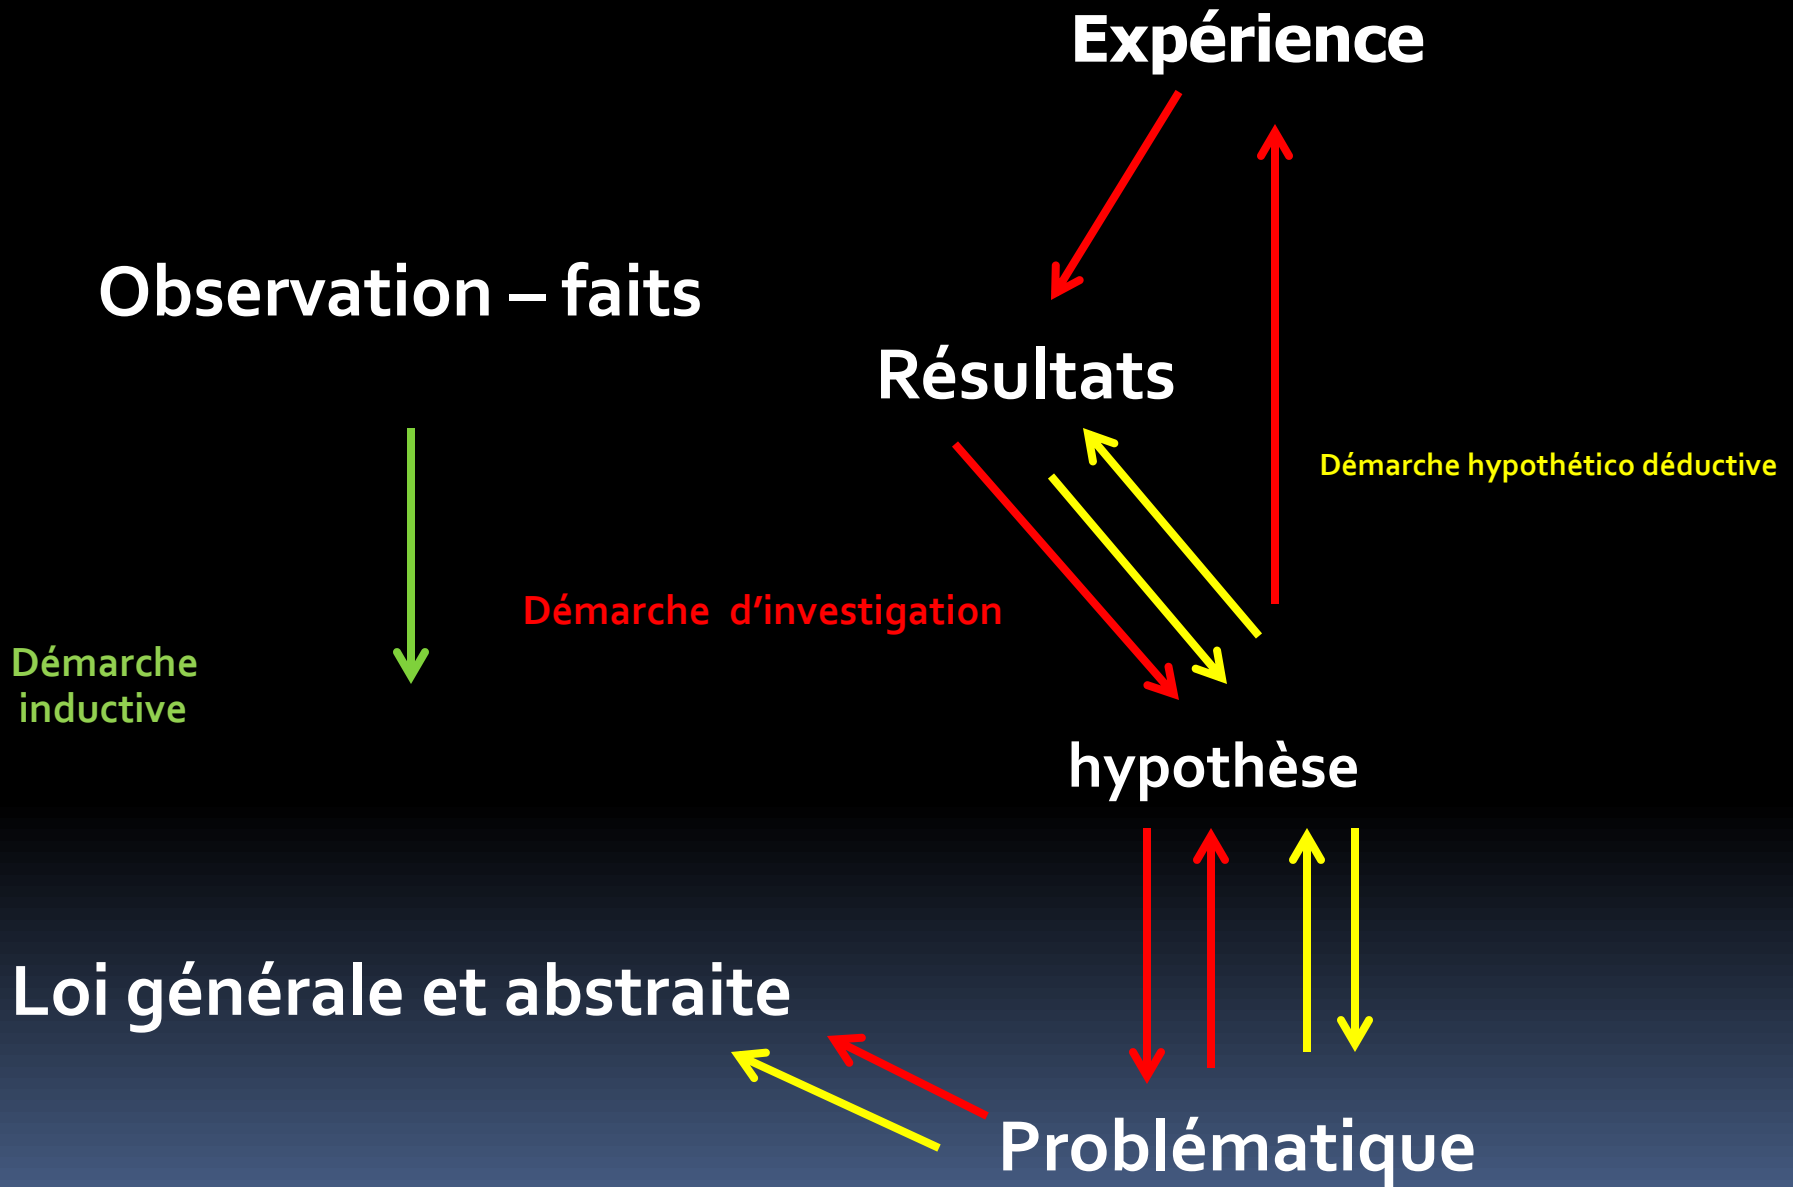 Expérience
Observation – faits
Résultats
Démarche hypothético déductive
Démarche d’investigation
Démarche
inductive
hypothèse
Loi générale et abstraite
Problématique